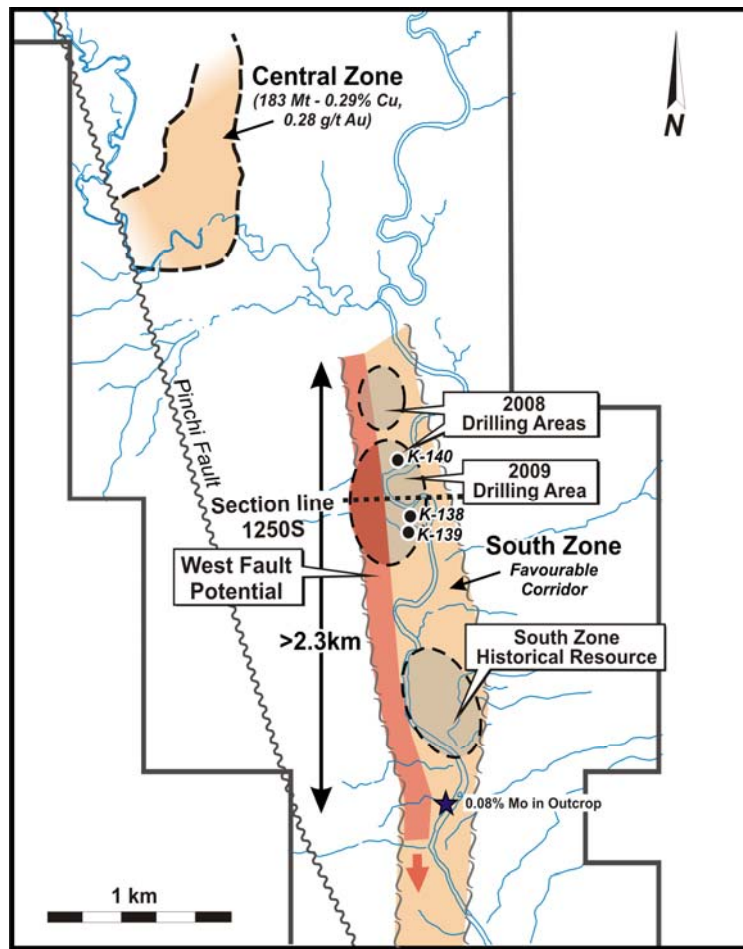 Central Zone
(183 Mt - 0.29% Cu,
0.28 g/t Au)
N
Pinchi Fault
2008
Drilling Areas
K-140
2009
Drilling Area
Section line
1250S
K-138
K-139
South Zone
Favourable
Corridor
West Fault
Potential
>2.3km
South Zone
Historical Resource
0.08% Mo in Outcrop
1 km